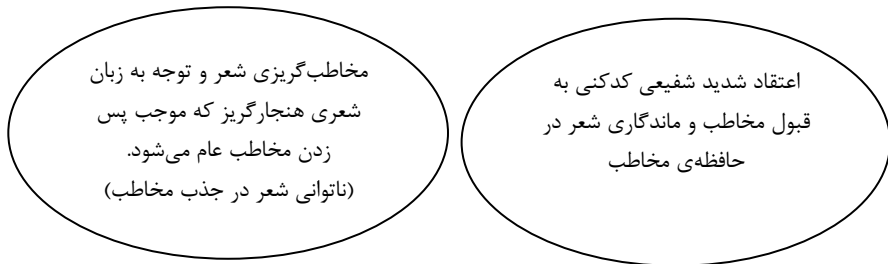 اعتقاد شدید شفیعی کدکنی به
قبول مخاطب و ماندگاری شعر در
حافظه‌ی مخاطب
مخاطب‌گریزی شعر و توجه به زبان
شعری هنجارگریز که موجب پس
زدن مخاطب عام می‌شود.
(ناتوانی شعر در جذب مخاطب)